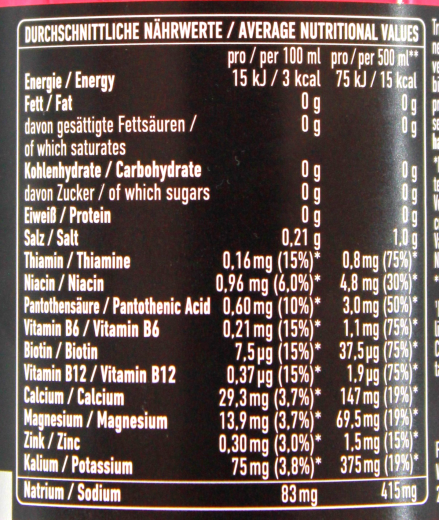 DURCHSCHNITTLICHE NÄHRWERTE / AVERAGE NUTRITIONAL VALUES
pro / per 100 ml pro / per 500 ml**
Energie / Energy 15 kJ / 3 kcal 75 kJ / 15 kcal
Fett / Fat 0 g 0 g
davon gesättigte Fettsäuren / 0 g 0 g
of which saturates
Kohlenhydrate / Carbohydrate 0 g 0 g
davon Zucker / of which sugars 0 g 0 g
Eiweiß / Protein 0 g 0 g
Salz / Salt 0,21 g 1,0 g
Thiamin / Thiamine 0,16 mg (15%)* 0,8 mg (75%)*
Niacin / Niacin 0,96 mg (6,0%)* 4,8 mg (30%)*
Pantothensäure / Pantothenic Acid 0,60 mg (10%)* 3,0 mg (50%)*
Vitamin B6 / Vitamin B6 0,21 mg (15%)* 1,1 mg (75%)*
Biotin / Biotin 7,5 µg (15%)* 37,5 µg (75%)*
Vitamin B12 / Vitamin B12 0,37 µg (15%)* 1,9 µg (75%)*
Calcium / Calcium 29,3 mg (3,7%)* 147 mg (19%)*
Magnesium / Magnesium 13,9 mg (3,7%)* 69,5 mg (19%)*
Zink / Zinc 0,30 mg (3,0%)* 1,5 mg (15%)*
Kalium / Potassium 75 mg (3,8%)* 375 mg (19%)*
Natrium / Sodium 83 mg 415 mg